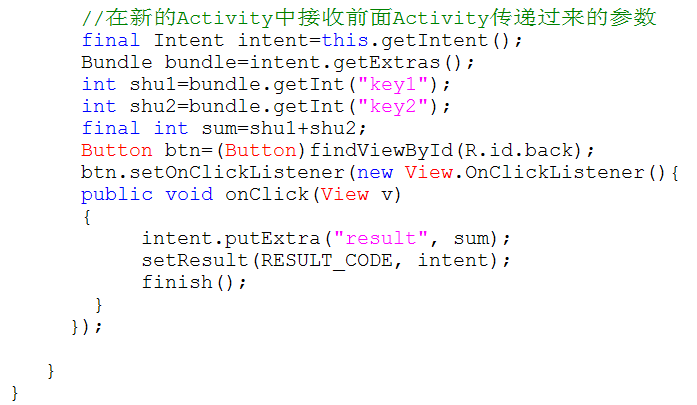 //在新的Activity中接收前面Activity传递过来的参数
final Intent intent=this.getIntent();
Bundle bundle=intent.getExtras();
int shu1=bundle.getInt("key1");
int shu2=bundle.getInt("key2");
final int sum=shu1+shu2;
Button btn=(Button)findViewById(R.id.back);
btn.setOnClickListener(new View.OnClickListener(){
public void onClick(View v)
{
intent.putExtra("result", sum);
setResult(RESULT_CODE, intent);
finish();
}
});
}
}